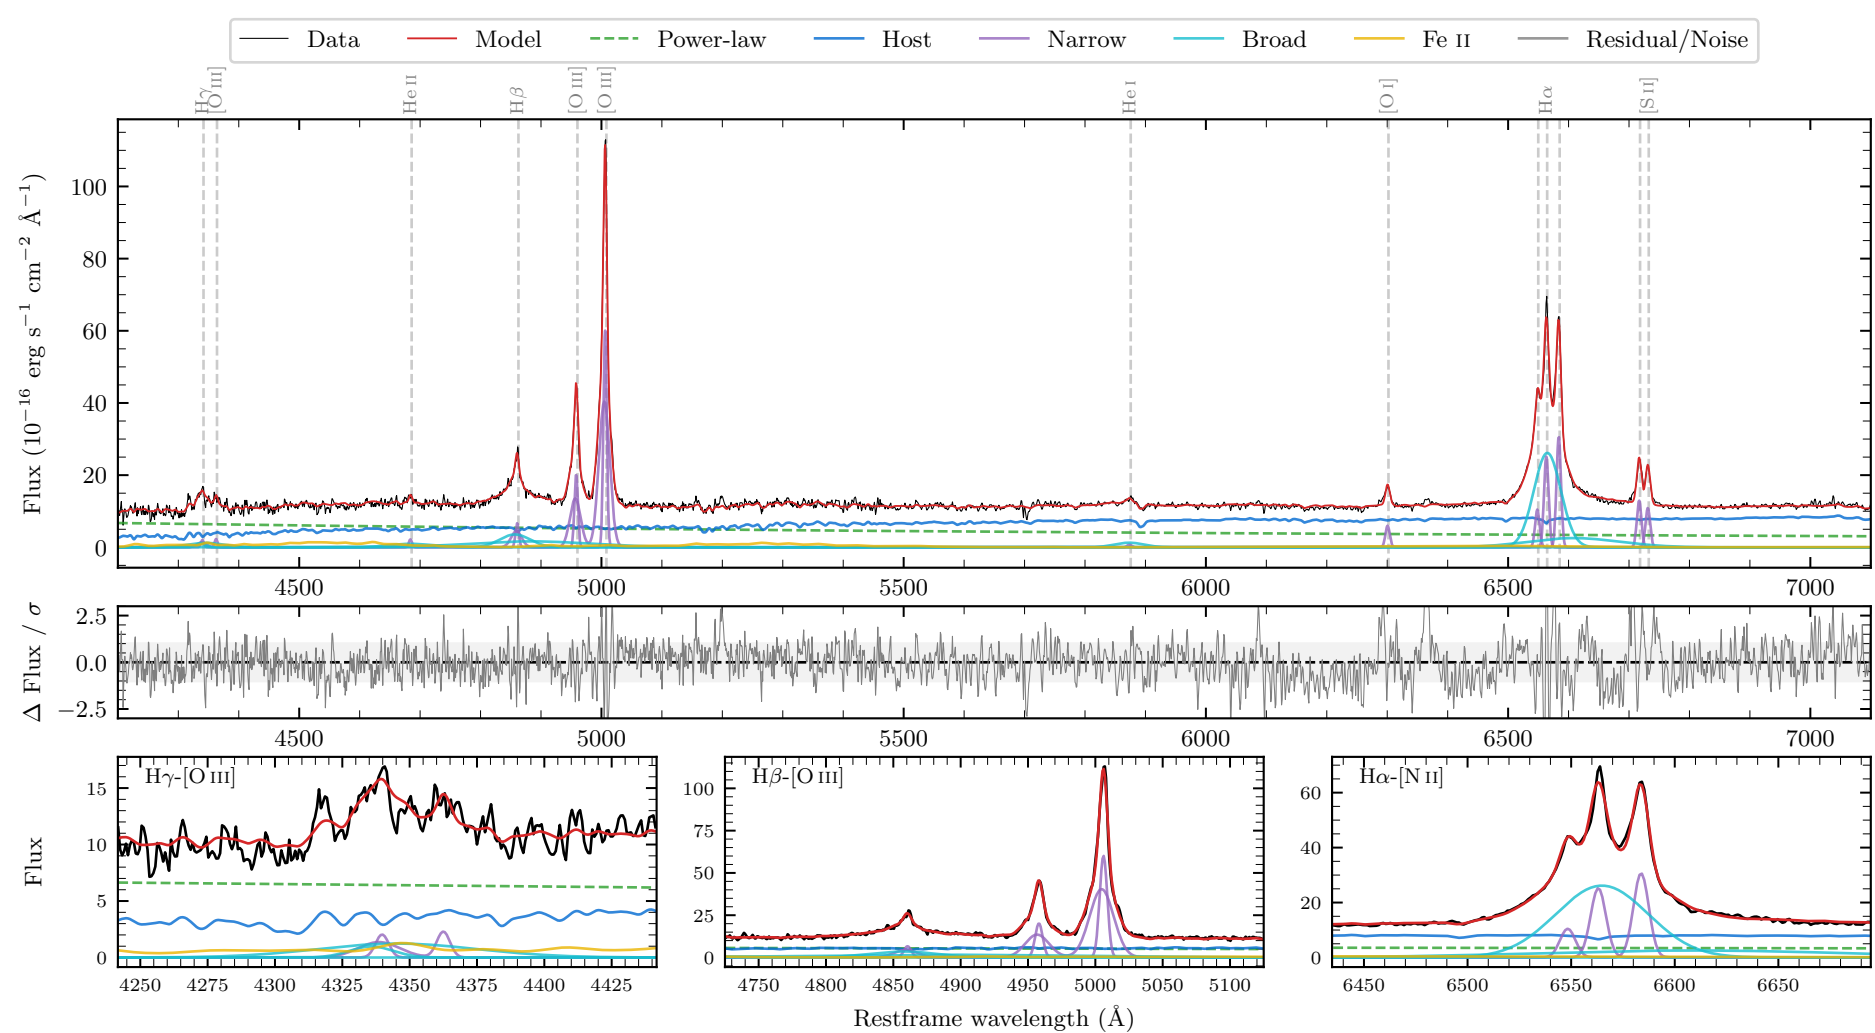 Data Model Power-law Host Narrow Broad Fe II Residual/Noise
Hγ [O III] He II Hβ [O III] [O III] He I [O I] Hα [S II]
Flux (10⁻¹⁶ erg s⁻¹ cm⁻² Å⁻¹)
100
80
60
40
20
0
4500 5000 5500 6000 6500 7000
Δ Flux / σ
2.5
0.0
−2.5
4500 5000 5500 6000 6500 7000
Flux
Hγ-[O III]
15
10
5
0
4250 4275 4300 4325 4350 4375 4400 4425
Hβ-[O III]
100
75
50
25
0
4750 4800 4850 4900 4950 5000 5050 5100
Hα-[N II]
60
40
20
0
6450 6500 6550 6600 6650
Restframe wavelength (Å)